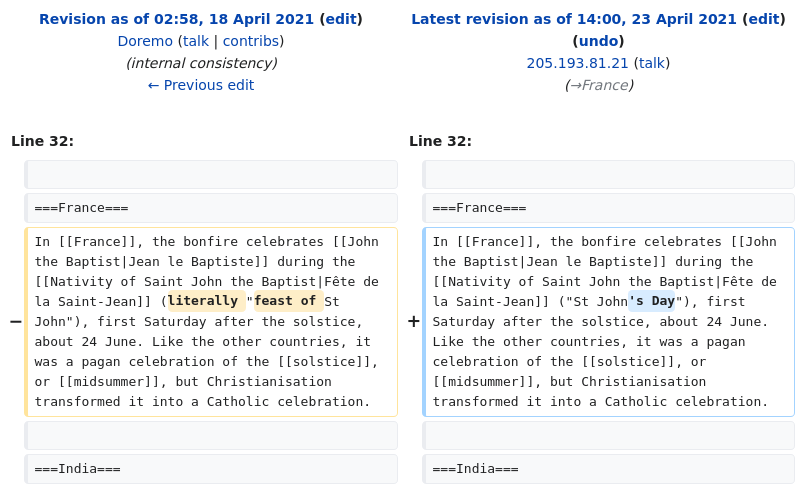 Revision as of 02:58, 18 April 2021 (edit)
Doremo (talk | contribs)
(internal consistency)
← Previous edit
Latest revision as of 14:00, 23 April 2021 (edit)
(undo)
205.193.81.21 (talk)
(→France)
Line 32:
Line 32:
===France===
===France===
−
In [[France]], the bonfire celebrates [[John
the Baptist|Jean le Baptiste]] during the
[[Nativity of Saint John the Baptist|Fête de
la Saint-Jean]] (literally "feast of St
John"), first Saturday after the solstice,
about 24 June. Like the other countries, it
was a pagan celebration of the [[solstice]],
or [[midsummer]], but Christianisation
transformed it into a Catholic celebration.
+
In [[France]], the bonfire celebrates [[John
the Baptist|Jean le Baptiste]] during the
[[Nativity of Saint John the Baptist|Fête de
la Saint-Jean]] ("St John's Day"), first
Saturday after the solstice, about 24 June.
Like the other countries, it was a pagan
celebration of the [[solstice]], or
[[midsummer]], but Christianisation
transformed it into a Catholic celebration.
===India===
===India===